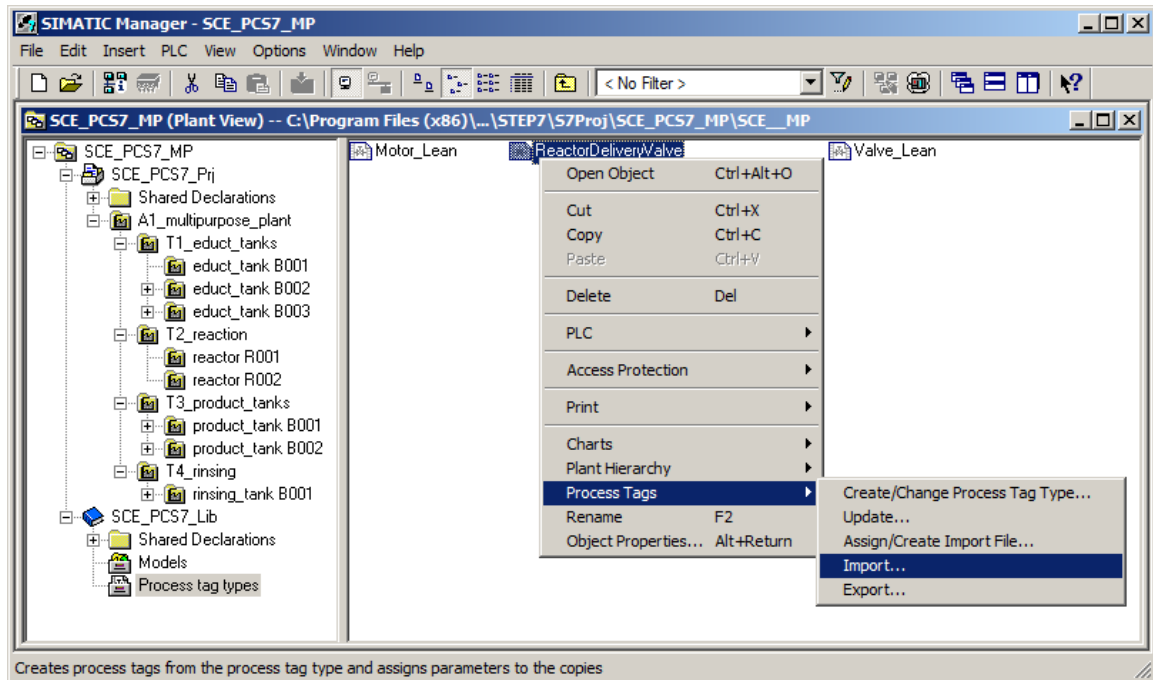 SIMATIC Manager - SCE_PCS7_MP
File Edit Insert PLC View Options Window Help
< No Filter >
SCE_PCS7_MP (Plant View) -- C:\Program Files (x86)\...\STEP7\S7Proj\SCE_PCS7_MP\SCE__MP
SCE_PCS7_MP
SCE_PCS7_Prj
Shared Declarations
A1_multipurpose_plant
T1_educt_tanks
educt_tank B001
educt_tank B002
educt_tank B003
T2_reaction
reactor R001
reactor R002
T3_product_tanks
product_tank B001
product_tank B002
T4_rinsing
rinsing_tank B001
SCE_PCS7_Lib
Shared Declarations
Models
Process tag types
Motor_Lean ReactorDeliveryValve Valve_Lean
Open Object Ctrl+Alt+O
Cut Ctrl+X
Copy Ctrl+C
Paste Ctrl+V
Delete Del
PLC
Access Protection
Print
Charts
Plant Hierarchy
Process Tags
Rename F2
Object Properties... Alt+Return
Create/Change Process Tag Type...
Update...
Assign/Create Import File...
Import...
Export...
Creates process tags from the process tag type and assigns parameters to the copies